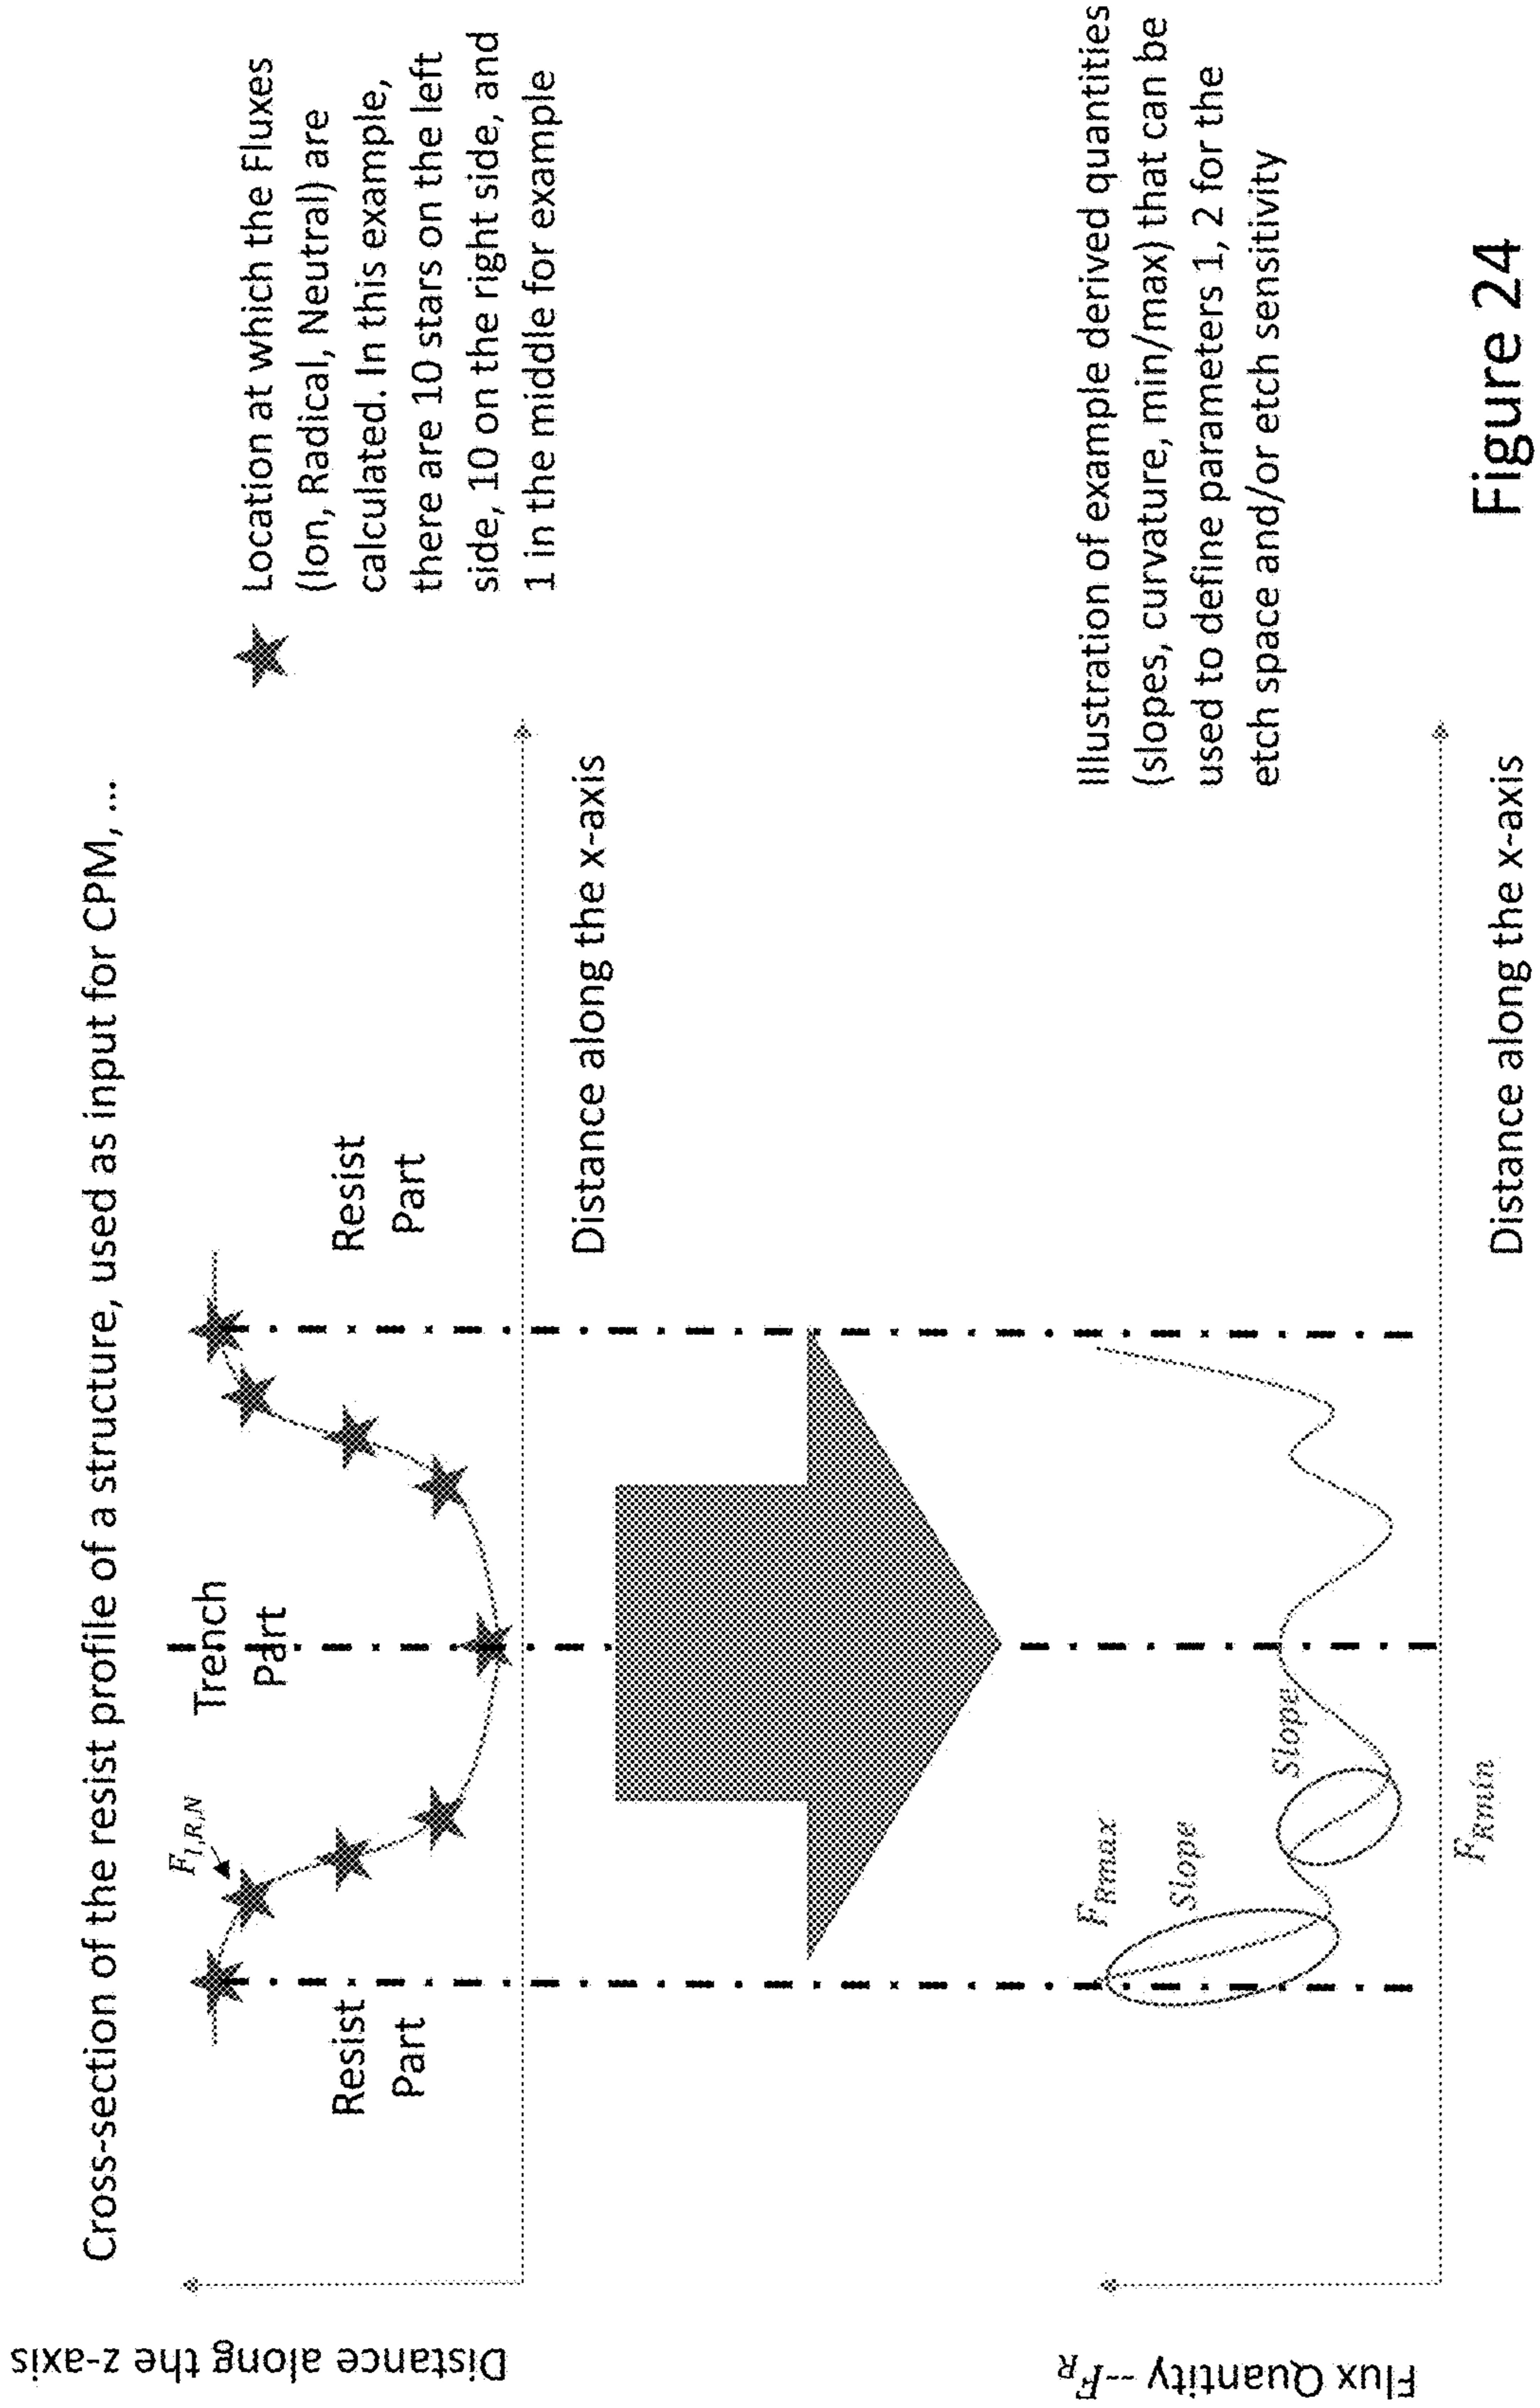 Cross-section of the resist profile of a structure, used as input for CPM, ...
Distance along the z-axis
Resist
Part
F_{I,R,N}
Trench
Part
Resist
Part
Distance along the x-axis
Location at which the Fluxes
(Ion, Radical, Neutral) are
calculated. In this example,
there are 10 stars on the left
side, 10 on the right side, and
1 in the middle for example
Flux Quantity --F_R
F_{Rmax}
Slope
Slope
F_{Rmin}
Distance along the x-axis
Illustration of example derived quantities
(slopes, curvature, min/max) that can be
used to define parameters 1, 2 for the
etch space and/or etch sensitivity
Figure 24